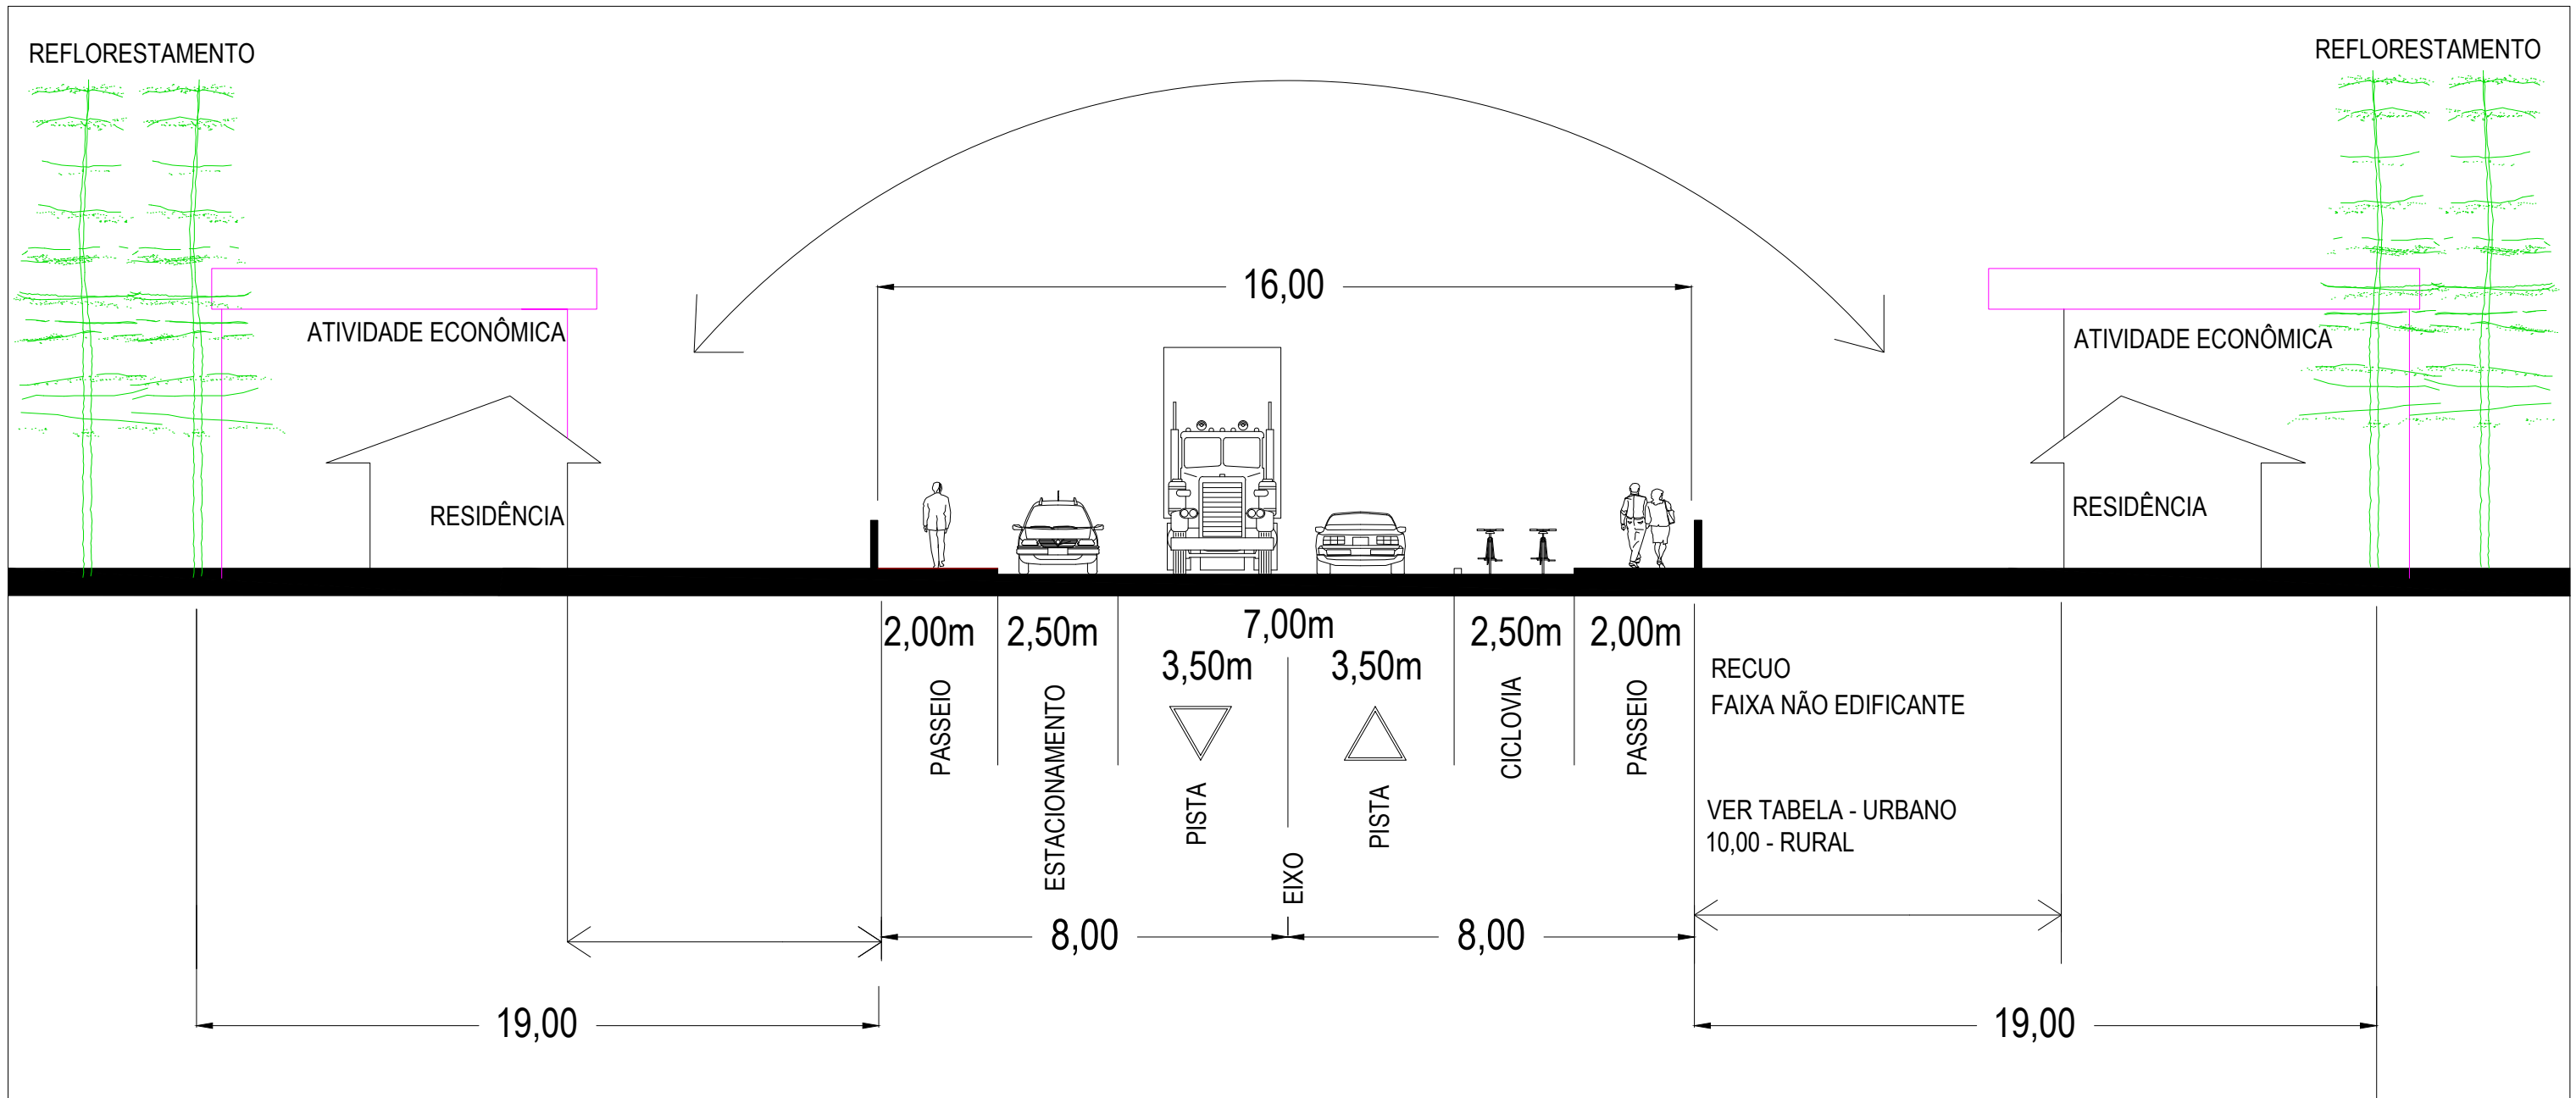 REFLORESTAMENTO
REFLORESTAMENTO
16,00
ATIVIDADE ECONÔMICA
ATIVIDADE ECONÔMICA
RESIDÊNCIA
RESIDÊNCIA
2,00m
2,50m
7,00m
2,50m
2,00m
3,50m
3,50m
PASSEIO
ESTACIONAMENTO
PISTA
EIXO
PISTA
CICLOVIA
PASSEIO
RECUO
FAIXA NÃO EDIFICANTE
VER TABELA - URBANO
10,00 - RURAL
8,00
8,00
19,00
19,00